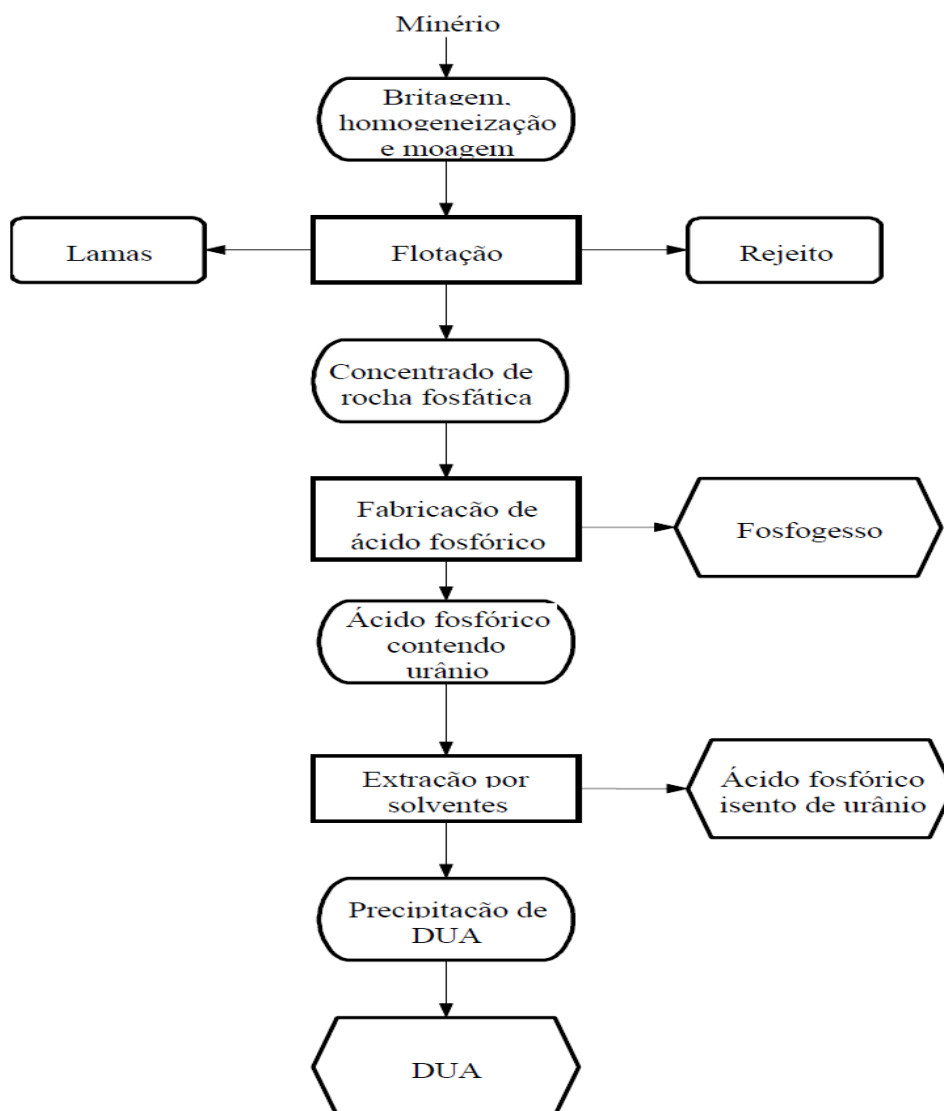 Minério
Britagem,
homogeneização
e moagem
Lamas
Flotação
Rejeito
Concentrado de
rocha fosfática
Fabricação de
ácido fosfórico
Fosfogesso
Ácido fosfórico
contendo
urânio
Extração por
solventes
Ácido fosfórico
isento de urânio
Precipitação de
DUA
DUA